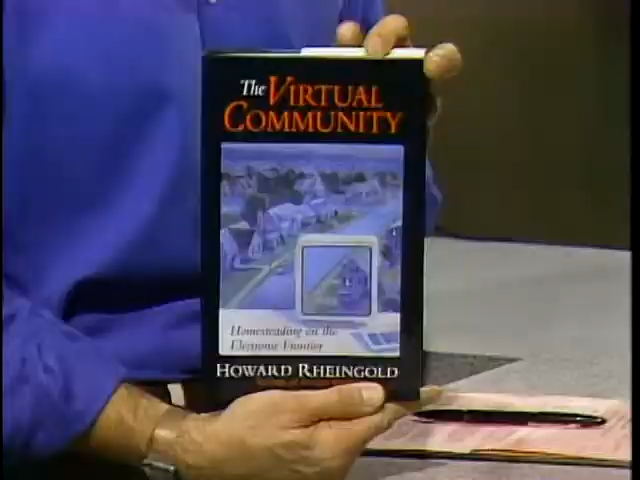 The VIRTUAL
COMMUNITY
Homesteading on the
Electronic Frontier
HOWARD RHEINGOLD